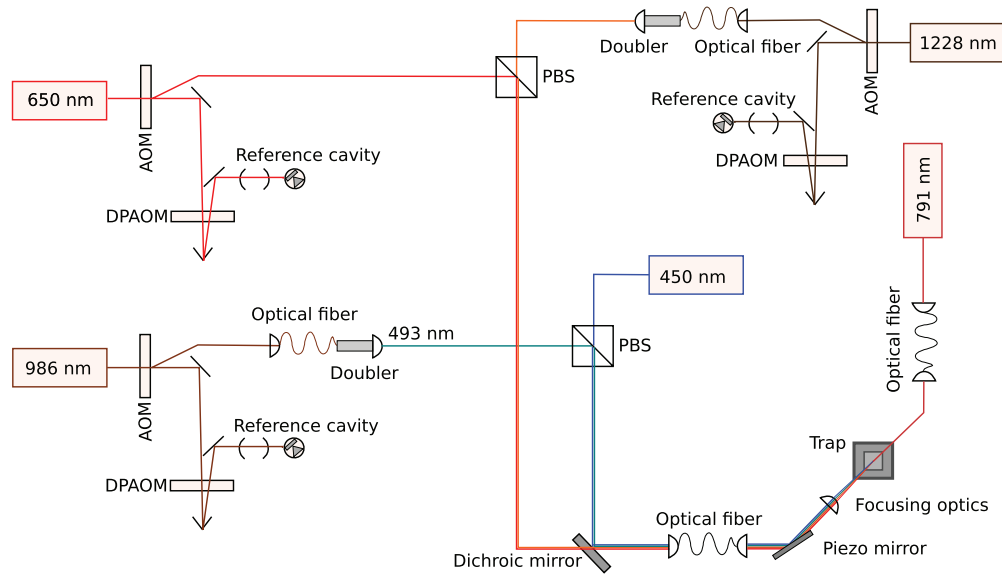 Doubler
Optical fiber
1228 nm
PBS
650 nm
AOM
AOM
Reference cavity
Reference cavity
DPAOM
791 nm
DPAOM
450 nm
Optical fiber
Optical fiber
493 nm
PBS
986 nm
Doubler
AOM
Reference cavity
Trap
DPAOM
Focusing optics
Optical fiber
Dichroic mirror
Piezo mirror